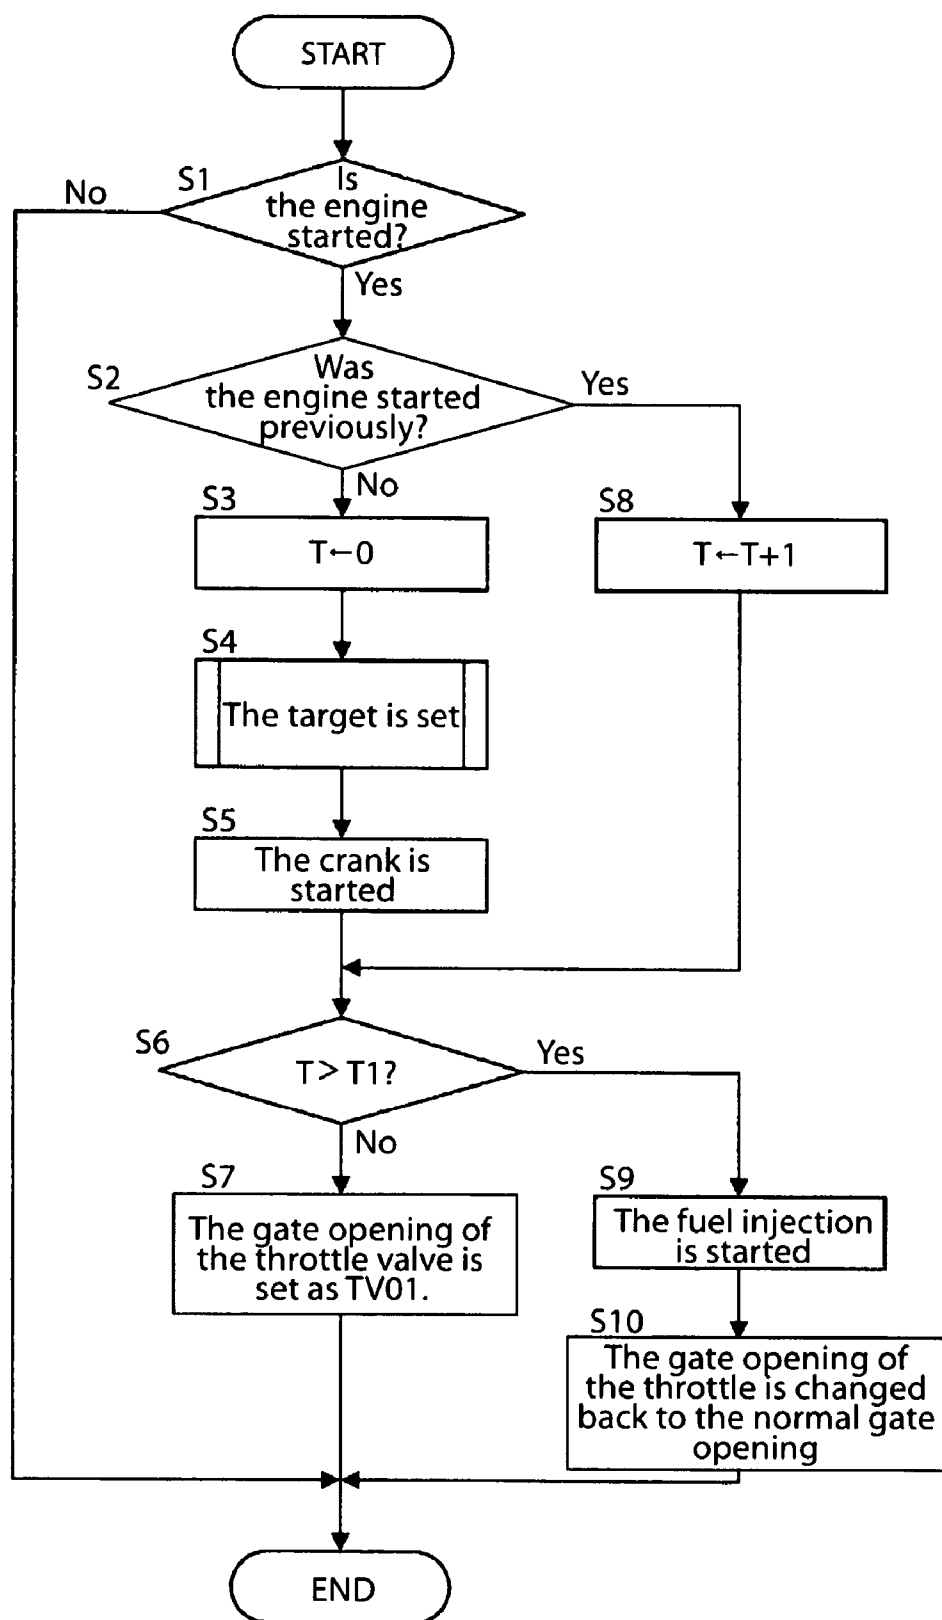 START
S1
No
Is
the engine
started?
Yes
S2
Was
the engine started
previously?
Yes
No
S3
T←0
S8
T←T+1
S4
The target is set
S5
The crank is
started
S6
T> T1?
Yes
No
S7
The gate opening of
the throttle valve is
set as TV01.
S9
The fuel injection
is started
S10
The gate opening of
the throttle is changed
back to the normal gate
opening
END